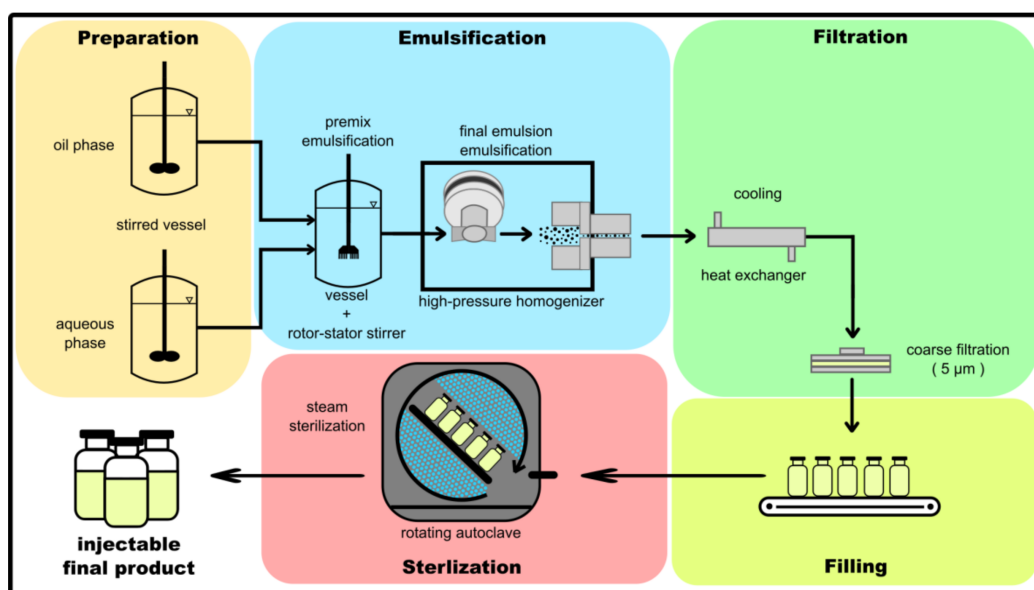 Preparation
oil phase
stirred vessel
aqueous
phase
Emulsification
premix
emulsification
vessel
+
rotor-stator stirrer
final emulsion
emulsification
high-pressure homogenizer
Filtration
cooling
heat exchanger
coarse filtration
( 5 µm )
Filling
steam
sterilization
rotating autoclave
Sterlization
injectable
final product